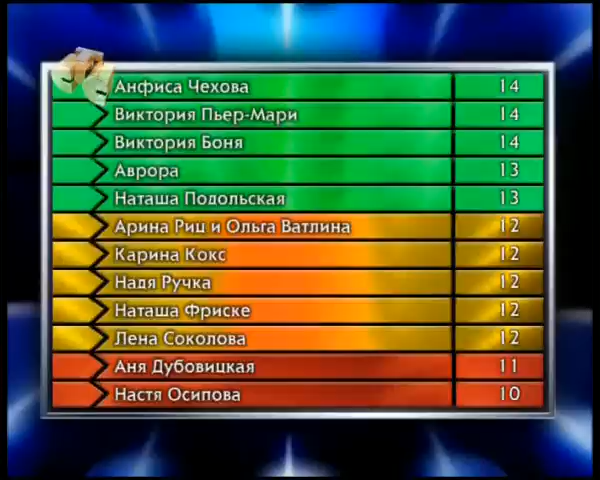 Анфиса Чехова 14
Виктория Пьер-Мари 14
Виктория Боня 14
Аврора 13
Наташа Подольская 13
Арина Риц и Ольга Ватлина 12
Карина Кокс 12
Надя Ручка 12
Наташа Фриске 12
Лена Соколова 12
Аня Дубовицкая 11
Настя Осипова 10